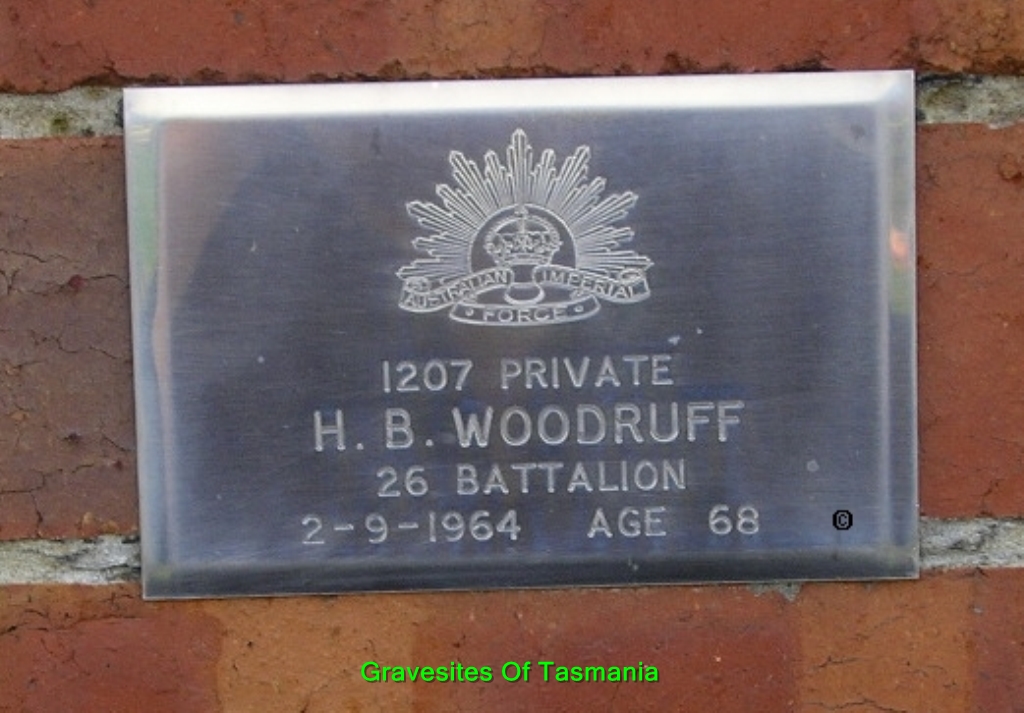 AUSTRALIAN IMPERIAL
FORCE
1207 PRIVATE
H. B. WOODRUFF
26 BATTALION
2-9-1964 AGE 68
©
Gravesites Of Tasmania